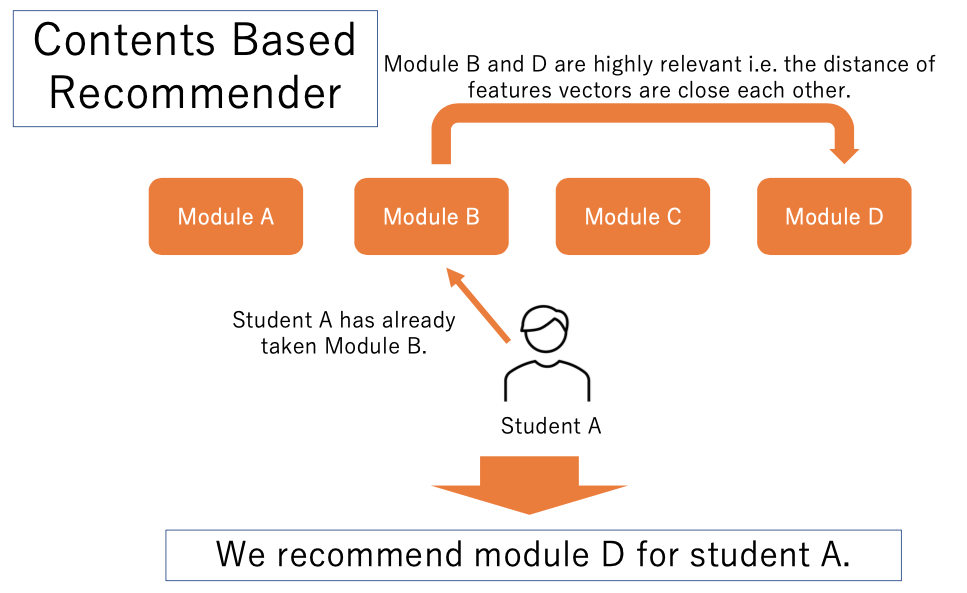 Contents Based
Recommender
Module B and D are highly relevant i.e. the distance of
features vectors are close each other.
Module A
Module B
Module C
Module D
Student A has already
taken Module B.
Student A
We recommend module D for student A.